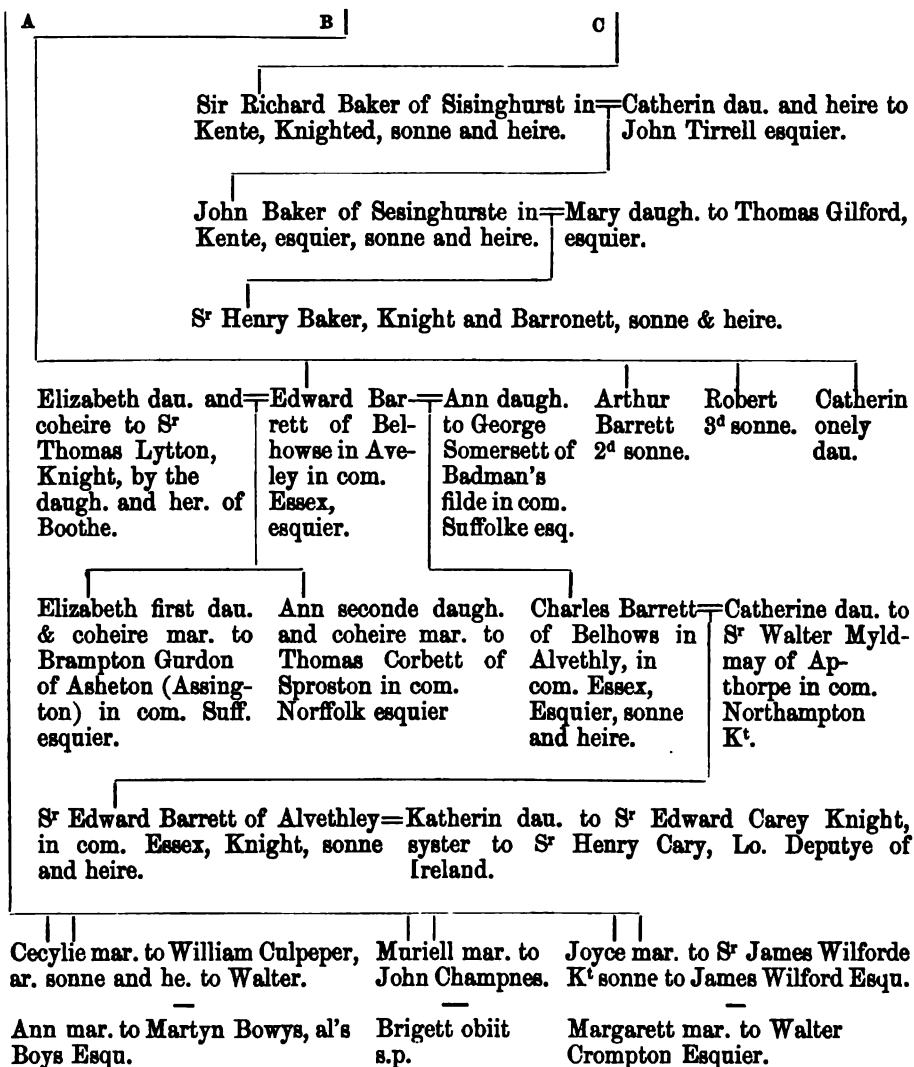 A B C
Sir Richard Baker of Sisinghurst in=Catherin dau. and heire to
Kente, Knighted, sonne and heire. John Tirrell esquier.
John Baker of Sesinghurste in=Mary daugh. to Thomas Gilford,
Kente, esquier, sonne and heire. esquier.
Sʳ Henry Baker, Knight and Barronett, sonne & heire.
Elizabeth dau. and=
coheire to Sʳ
Thomas Lytton,
Knight, by the
daugh. and her. of
Boothe.
Edward Bar-=
rett of Bel-
howse in Ave-
ley in com.
Essex,
esquier.
Ann daugh.
to George
Somersett of
Badman's
filde in com.
Suffolke esq.
Arthur
Barrett
2ᵈ sonne.
Robert
3ᵈ sonne.
Catherin
onely
dau.
Elizabeth first dau.
& coheire mar. to
Brampton Gurdon
of Asheton (Assing-
ton) in com. Suff.
esquier.
Ann seconde daugh.
and coheire mar. to
Thomas Corbett of
Sproston in com.
Norffolk esquier
Charles Barrett=
of Belhows in
Alvethly, in
com. Essex,
Esquier, sonne
and heire.
Catherine dau. to
Sʳ Walter Myld-
may of Ap-
thorpe in com.
Northampton
Kᵗ.
Sʳ Edward Barrett of Alvethley=
in com. Essex, Knight, sonne
and heire.
Katherin dau. to Sʳ Edward Carey Knight,
syster to Sʳ Henry Cary, Lo. Deputye of
Ireland.
Cecylie mar. to William Culpeper,
ar. sonne and he. to Walter.
Muriell mar. to
John Champnes.
Joyce mar. to Sʳ James Wilforde
Kᵗ sonne to James Wilford Esqu.
Ann mar. to Martyn Bowys, al's
Boys Esqu.
Brigett obiit
s.p.
Margarett mar. to Walter
Crompton Esquier.